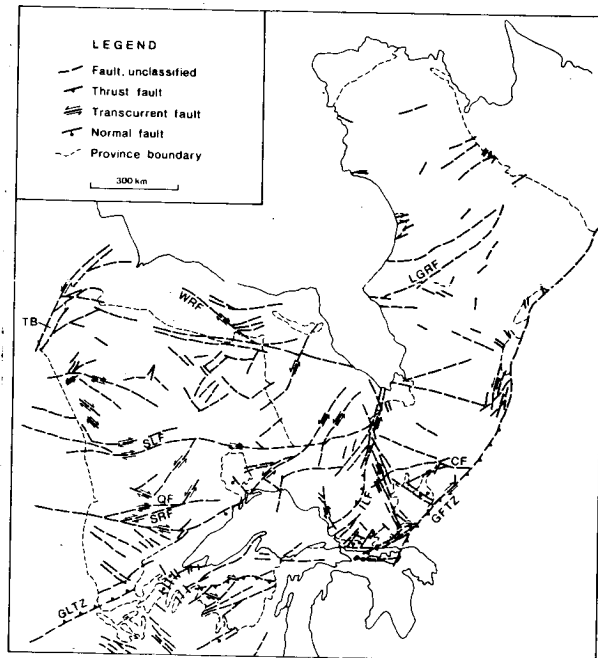 LEGEND
Fault, unclassified
Thrust fault
Transcurrent fault
Normal fault
Province boundary
300 km
LGRF
WRF
TB
SLF
CF
QF
ILF
SRF
GFTZ
GLTZ